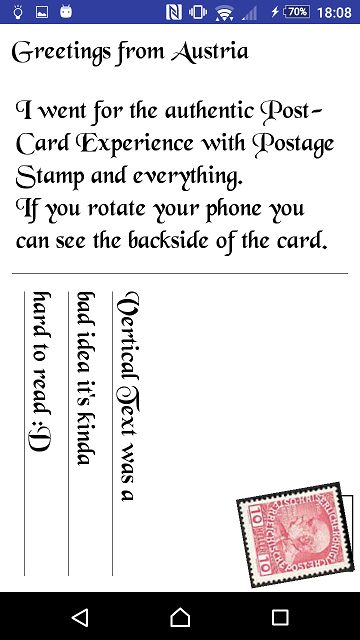 70% 18:08
Greetings from Austria
I went for the authentic Post-
Card Experience with Postage
Stamp and everything.
If you rotate your phone you
can see the backside of the card.
Vertical Text was a
bad idea it's kinda
hard to read :D
10 10